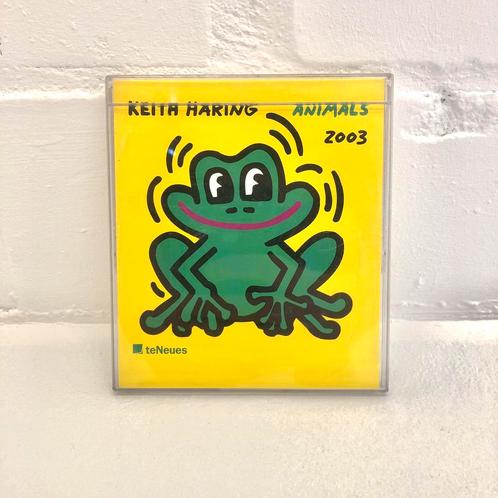 KEITH HARING ANIMALS
2003
teNeues